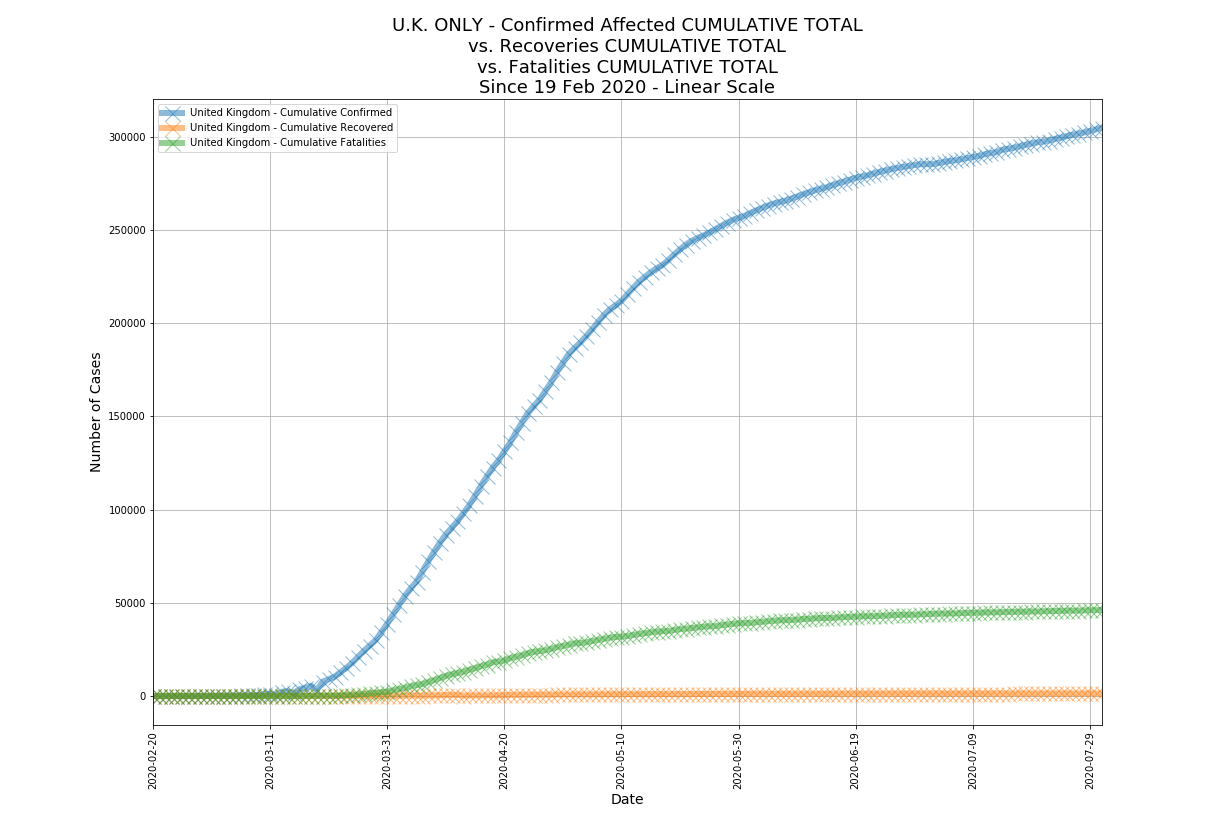 U.K. ONLY - Confirmed Affected CUMULATIVE TOTAL
vs. Recoveries CUMULATIVE TOTAL
vs. Fatalities CUMULATIVE TOTAL
Since 19 Feb 2020 - Linear Scale
United Kingdom - Cumulative Confirmed
United Kingdom - Cumulative Recovered
United Kingdom - Cumulative Fatalities
Number of Cases
300000
250000
200000
150000
100000
50000
0
2020-02-20
2020-03-11
2020-03-31
2020-04-20
2020-05-10
2020-05-30
2020-06-19
2020-07-09
2020-07-29
Date